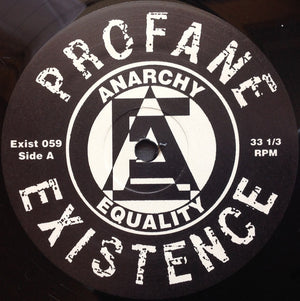 PROFANE
ANARCHY
Exist 059
Side A
33 1/3
RPM
EQUALITY
EXISTENCE